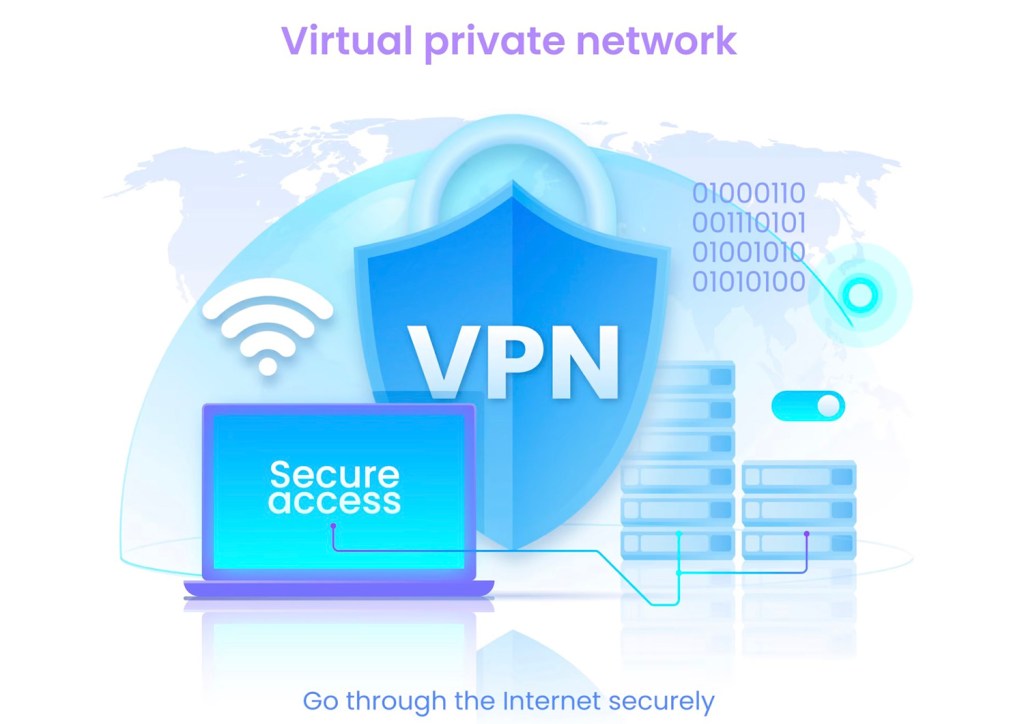 Virtual private network
01000110
001110101
01001010
01010100
VPN
Secure
access
Go through the Internet securely